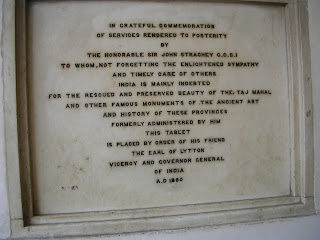 IN GRATEFUL COMMEMORATION
OF SERVICES RENDERED TO POSTERITY
BY
THE HONORABLE SIR JOHN STRACHEY G.C.S.I
TO WHOM, NOT FORGETTING THE ENLIGHTENED SYMPATHY
AND TIMELY CARE OF OTHERS
INDIA IS MAINLY INDEBTED
FOR THE RESCUED AND PRESERVED BEAUTY OF THE TAJ MAHAL
AND OTHER FAMOUS MONUMENTS OF THE ANCIENT ART
AND HISTORY OF THESE PROVINCES
FORMERLY ADMINISTERED BY HIM
THIS TABLET
IS PLACED BY ORDER OF HIS FRIEND
THE EARL OF LYTTON
VICEROY AND GOVERNOR GENERAL
OF INDIA
A.D 1880